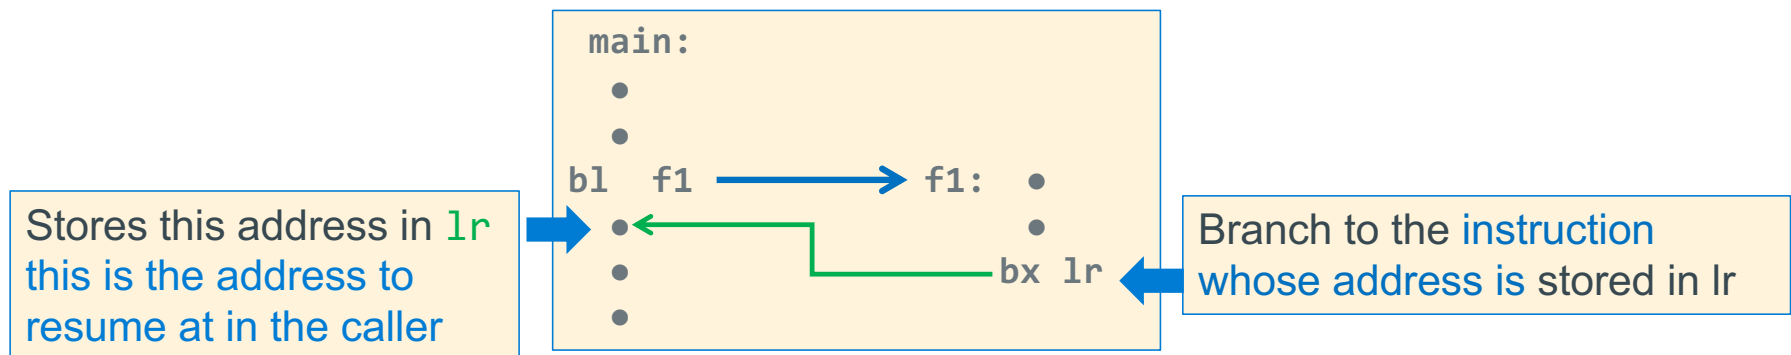 main:
bl f1
f1:
bx lr
Stores this address in lr
this is the address to
resume at in the caller
Branch to the instruction
whose address is stored in lr